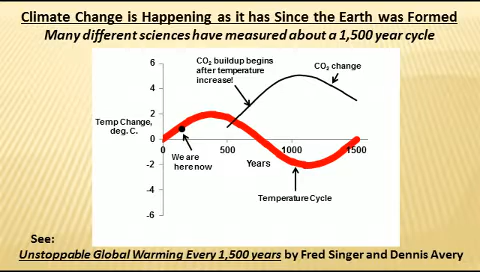 Climate Change is Happening as it has Since the Earth was Formed
Many different sciences have measured about a 1,500 year cycle
CO2 buildup begins
after temperature
increase!
CO2 change
6
4
2
0
-2
-4
-6
Temp Change,
deg. C.
0
500
1000
1500
Years
We are
here now
Temperature Cycle
See:
Unstoppable Global Warming Every 1,500 years by Fred Singer and Dennis Avery